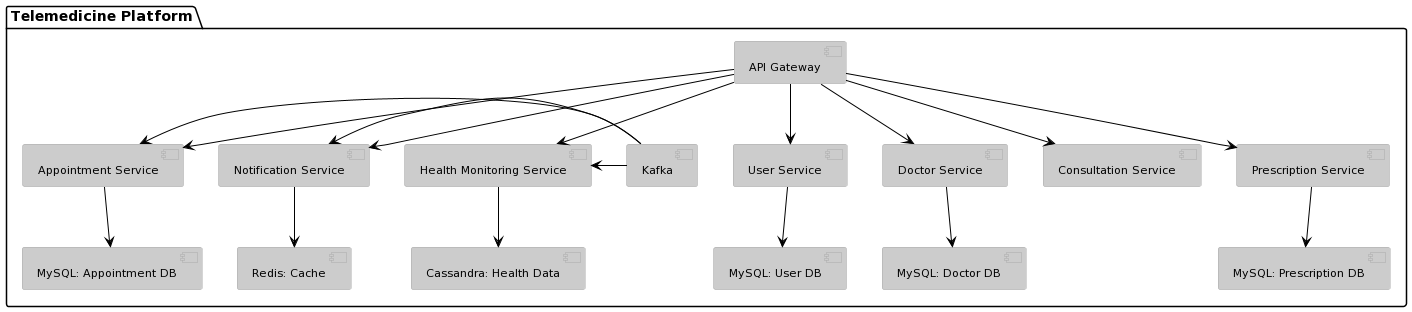 Telemedicine Platform
API Gateway
Appointment Service
Notification Service
Health Monitoring Service
Kafka
User Service
Doctor Service
Consultation Service
Prescription Service
MySQL: Appointment DB
Redis: Cache
Cassandra: Health Data
MySQL: User DB
MySQL: Doctor DB
MySQL: Prescription DB